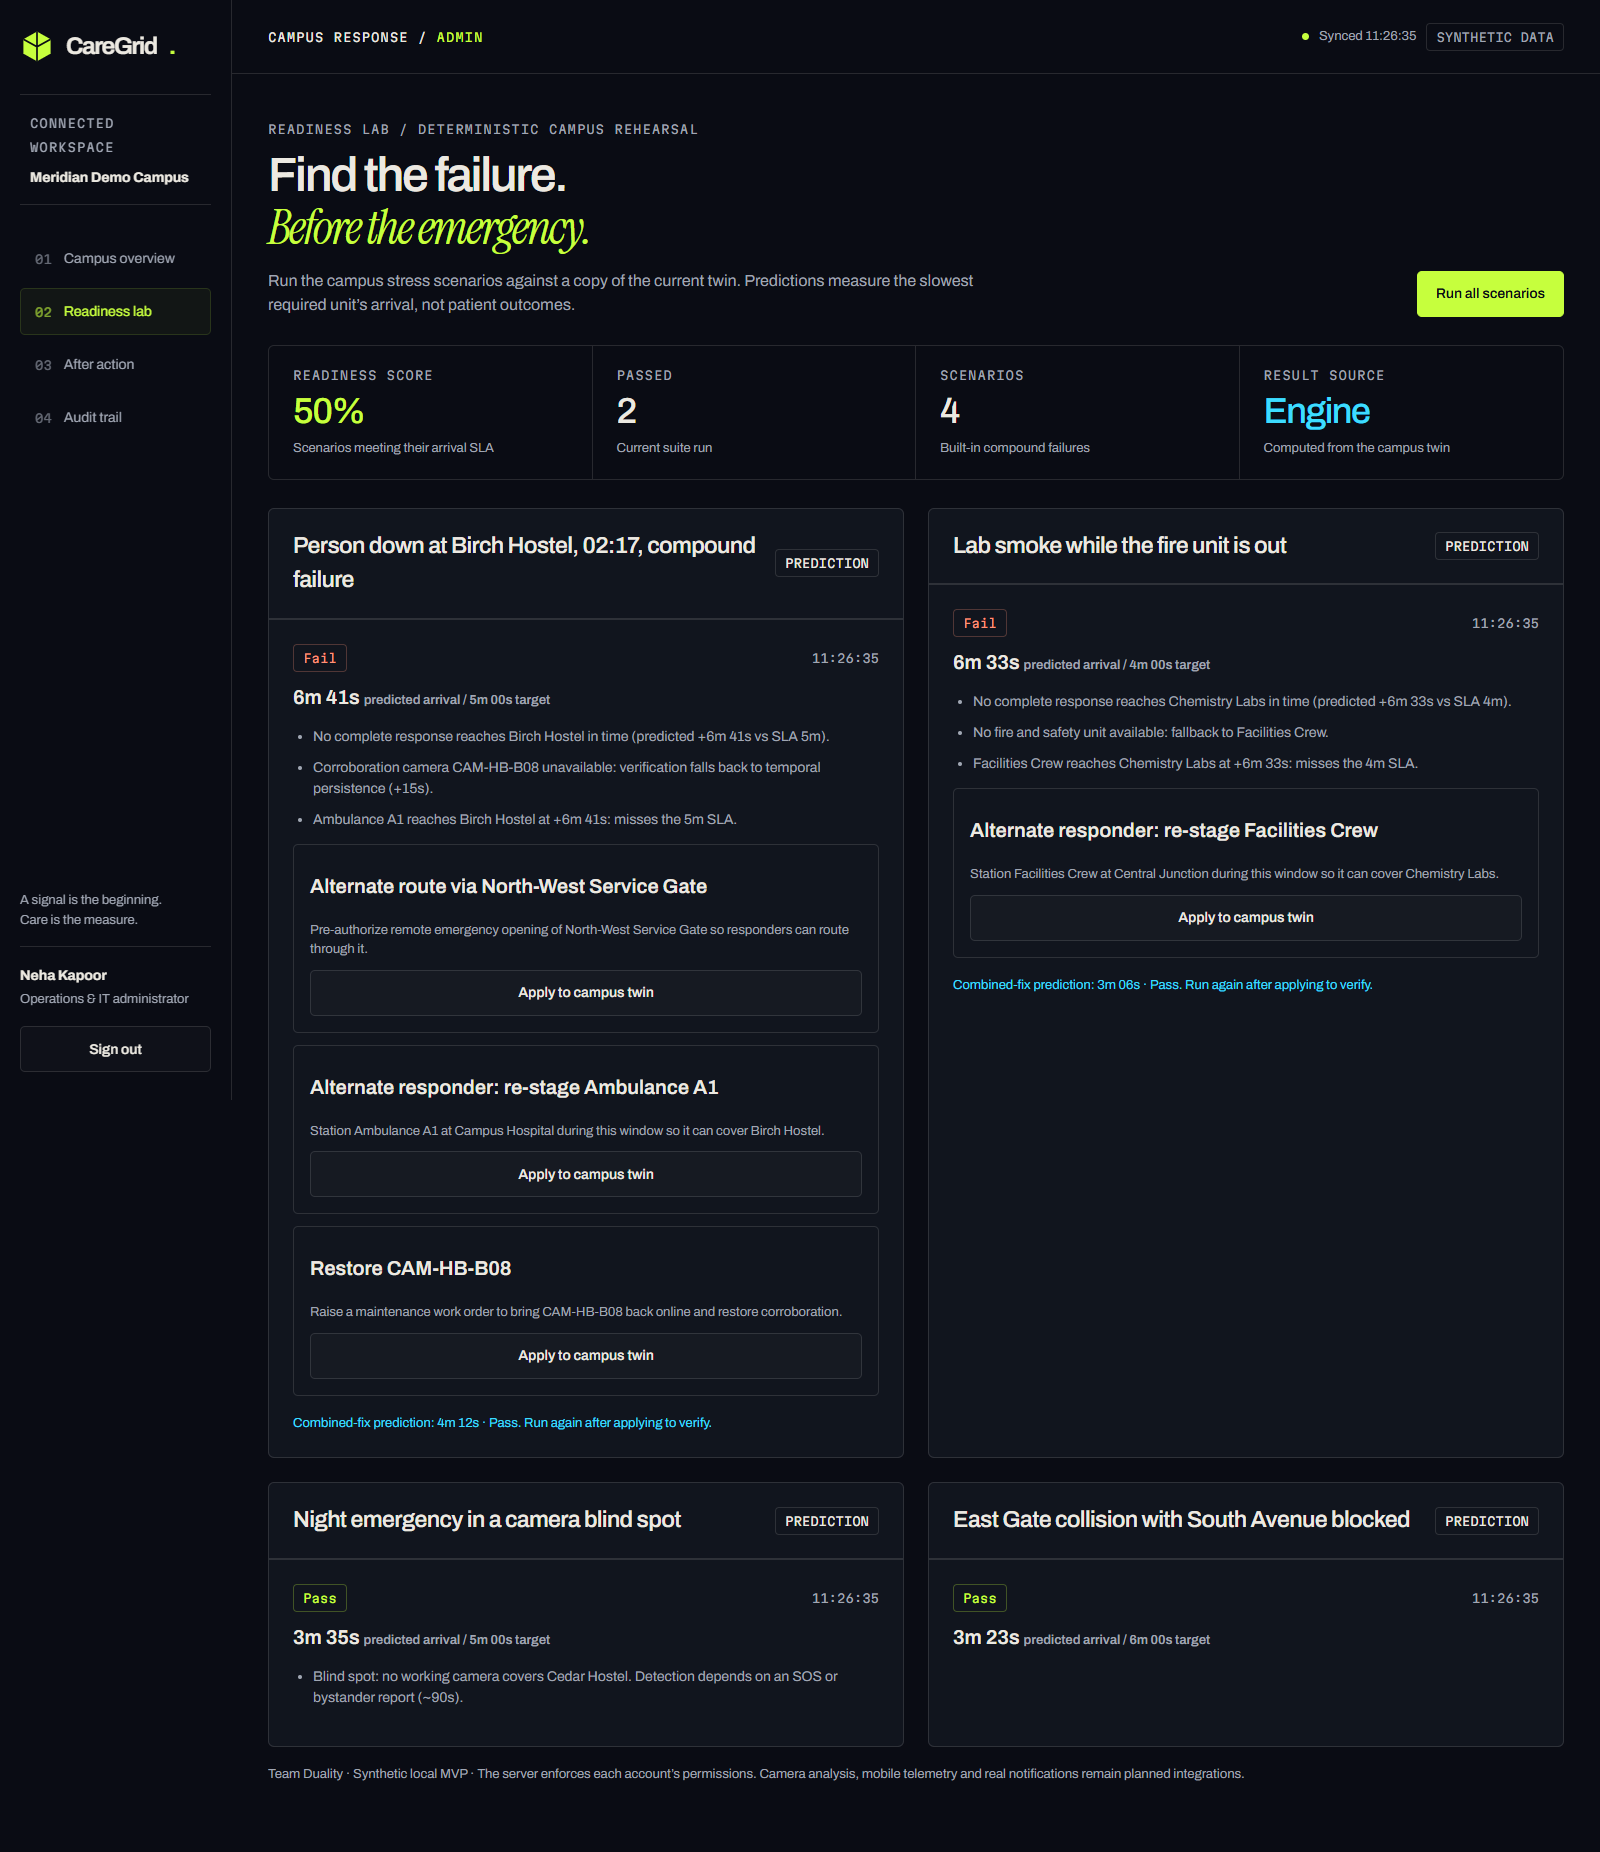 CareGrid .
CONNECTED
WORKSPACE
Meridian Demo Campus
01 Campus overview
02 Readiness lab
03 After action
04 Audit trail
A signal is the beginning.
Care is the measure.
Neha Kapoor
Operations & IT administrator
Sign out
CAMPUS RESPONSE / ADMIN
Synced 11:26:35
SYNTHETIC DATA
READINESS LAB / DETERMINISTIC CAMPUS REHEARSAL
Find the failure.
Before the emergency.
Run the campus stress scenarios against a copy of the current twin. Predictions measure the slowest
required unit’s arrival, not patient outcomes.
Run all scenarios
READINESS SCORE
50%
Scenarios meeting their arrival SLA
PASSED
2
Current suite run
SCENARIOS
4
Built-in compound failures
RESULT SOURCE
Engine
Computed from the campus twin
Person down at Birch Hostel, 02:17, compound
failure
PREDICTION
Fail
11:26:35
6m 41s predicted arrival / 5m 00s target
• No complete response reaches Birch Hostel in time (predicted +6m 41s vs SLA 5m).
• Corroboration camera CAM-HB-B08 unavailable: verification falls back to temporal
persistence (+15s).
• Ambulance A1 reaches Birch Hostel at +6m 41s: misses the 5m SLA.
Alternate route via North-West Service Gate
Pre-authorize remote emergency opening of North-West Service Gate so responders can route
through it.
Apply to campus twin
Alternate responder: re-stage Ambulance A1
Station Ambulance A1 at Campus Hospital during this window so it can cover Birch Hostel.
Apply to campus twin
Restore CAM-HB-B08
Raise a maintenance work order to bring CAM-HB-B08 back online and restore corroboration.
Apply to campus twin
Combined-fix prediction: 4m 12s · Pass. Run again after applying to verify.
Lab smoke while the fire unit is out
PREDICTION
Fail
11:26:35
6m 33s predicted arrival / 4m 00s target
• No complete response reaches Chemistry Labs in time (predicted +6m 33s vs SLA 4m).
• No fire and safety unit available: fallback to Facilities Crew.
• Facilities Crew reaches Chemistry Labs at +6m 33s: misses the 4m SLA.
Alternate responder: re-stage Facilities Crew
Station Facilities Crew at Central Junction during this window so it can cover Chemistry Labs.
Apply to campus twin
Combined-fix prediction: 3m 06s · Pass. Run again after applying to verify.
Night emergency in a camera blind spot
PREDICTION
Pass
11:26:35
3m 35s predicted arrival / 5m 00s target
• Blind spot: no working camera covers Cedar Hostel. Detection depends on an SOS or
bystander report (~90s).
East Gate collision with South Avenue blocked
PREDICTION
Pass
11:26:35
3m 23s predicted arrival / 6m 00s target
Team Duality · Synthetic local MVP · The server enforces each account’s permissions. Camera analysis, mobile telemetry and real notifications remain planned integrations.